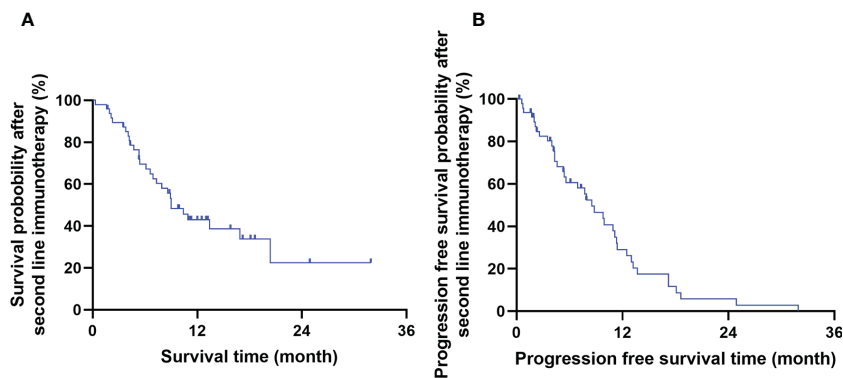 A
Survival probability after
second line immunotherapy (%)
100
80
60
40
20
0
0 12 24 36
Survival time (month)
B
Progression free survival probability after
second line immunotherapy (%)
100
80
60
40
20
0
0 12 24 36
Progression free survival time (month)